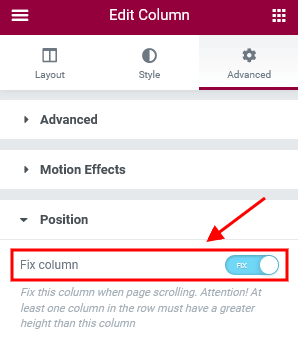 Edit Column
Layout
Style
Advanced
Advanced
Motion Effects
Position
Fix column
FIX
Fix this column when page scrolling. Attention! At
least one column in the row must have a greater
height than this column